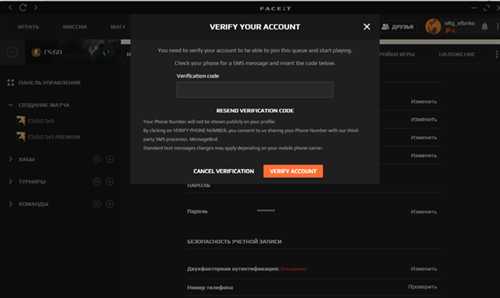 FACEIT
ИГРАТЬ
МИССИИ
ДРУЗЬЯ
VERIFY YOUR ACCOUNT
You need to verify your account to be able to join this queue and start playing.
Check your phone for a SMS message and insert the code below.
Verification code
RESEND VERIFICATION CODE
Your Phone Number will not be shown publicly on your profile.
By clicking on VERIFY PHONE NUMBER, you consent to us sharing your Phone Number with our third-
party SMS processor, MessageBird.
Standard text messages charges may apply depending on your mobile phone carrier.
CANCEL VERIFICATION
VERIFY ACCOUNT
CS:GO
ПАНЕЛЬ УПРАВЛЕНИЯ
СОЗДАНИЕ МАТЧА
CS:GO 5v5
CS:GO 5v5 PREMIUM
ХАБЫ
ТУРНИРЫ
КОМАНДЫ
Изменить
Изменить
Изменить
Изменить
ПАРОЛЬ
Пароль
Изменить
БЕЗОПАСНОСТЬ УЧЕТНОЙ ЗАПИСИ
Двухфакторная аутентификация:
Изменить
Номер телефона
Проверить